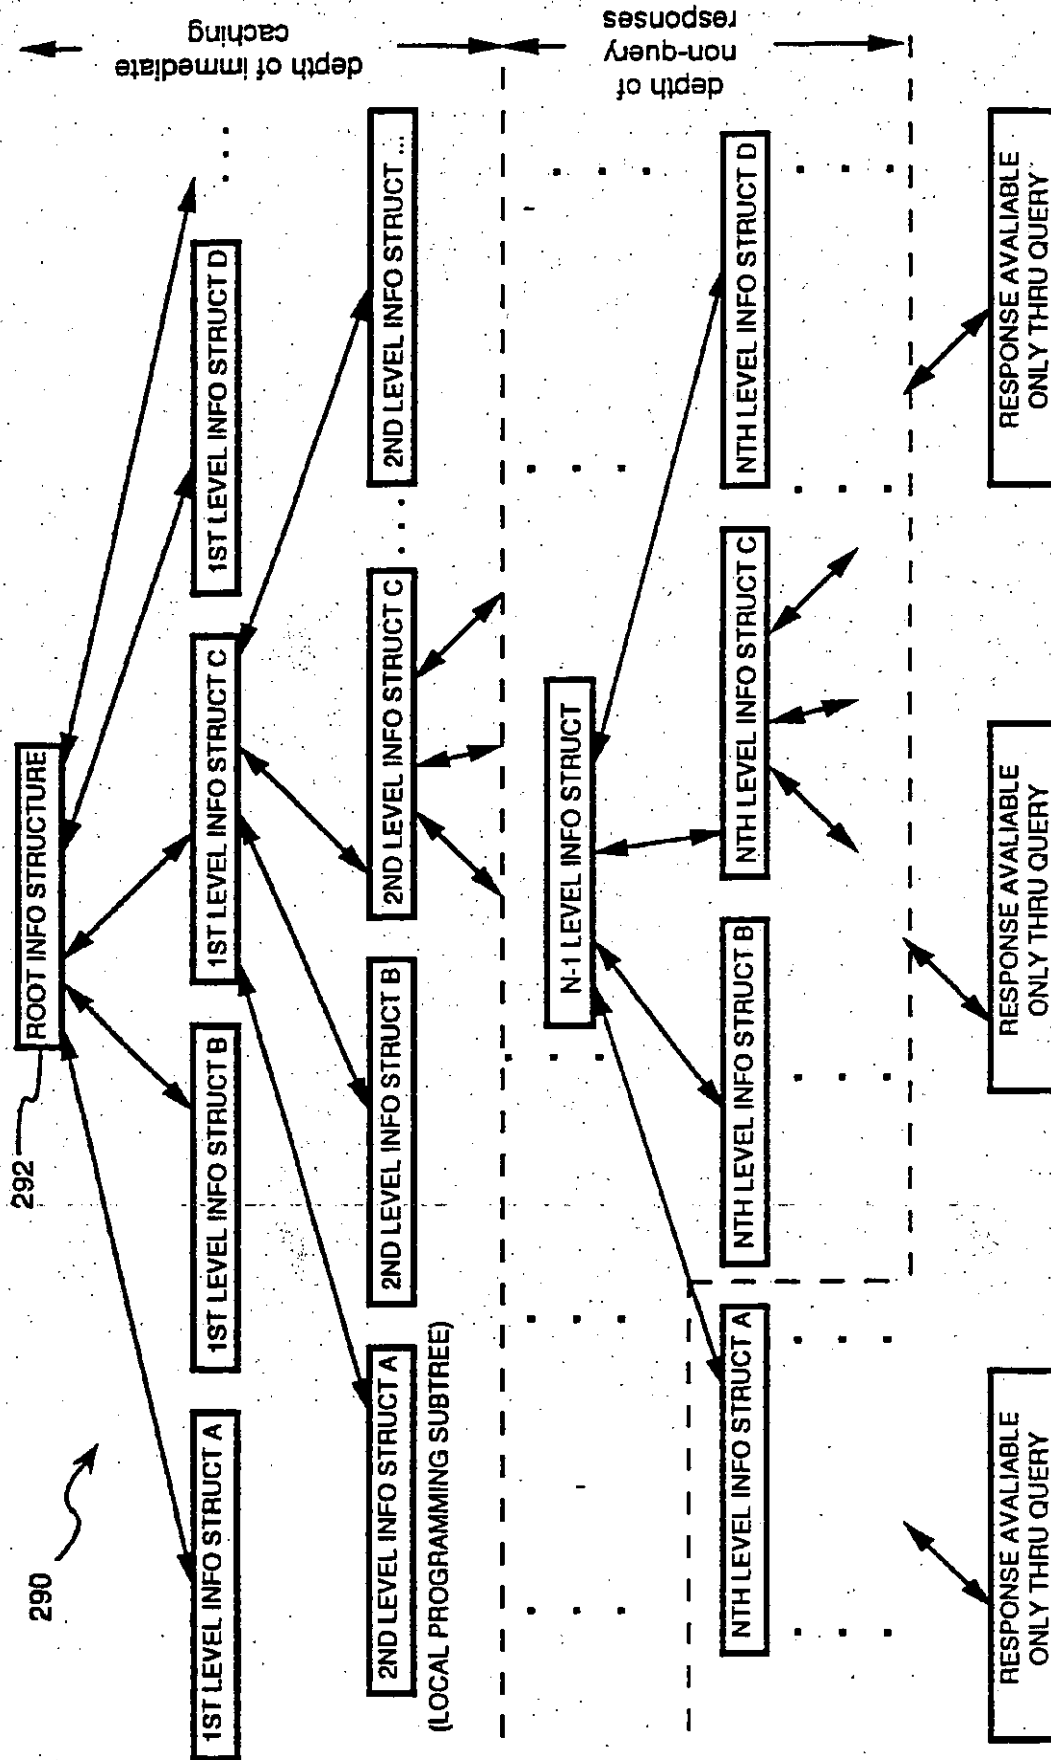 290
292
ROOT INFO STRUCTURE
1ST LEVEL INFO STRUCT A
1ST LEVEL INFO STRUCT B
1ST LEVEL INFO STRUCT C
1ST LEVEL INFO STRUCT D
. . .
depth of immediate
caching
2ND LEVEL INFO STRUCT A
(LOCAL PROGRAMMING SUBTREE)
2ND LEVEL INFO STRUCT B
2ND LEVEL INFO STRUCT C
. . .
2ND LEVEL INFO STRUCT ...
N-1 LEVEL INFO STRUCT
depth of
non-query
responses
NTH LEVEL INFO STRUCT A
NTH LEVEL INFO STRUCT B
NTH LEVEL INFO STRUCT C
NTH LEVEL INFO STRUCT D
RESPONSE AVALIABLE
ONLY THRU QUERY
RESPONSE AVALIABLE
ONLY THRU QUERY
RESPONSE AVALIABLE
ONLY THRU QUERY